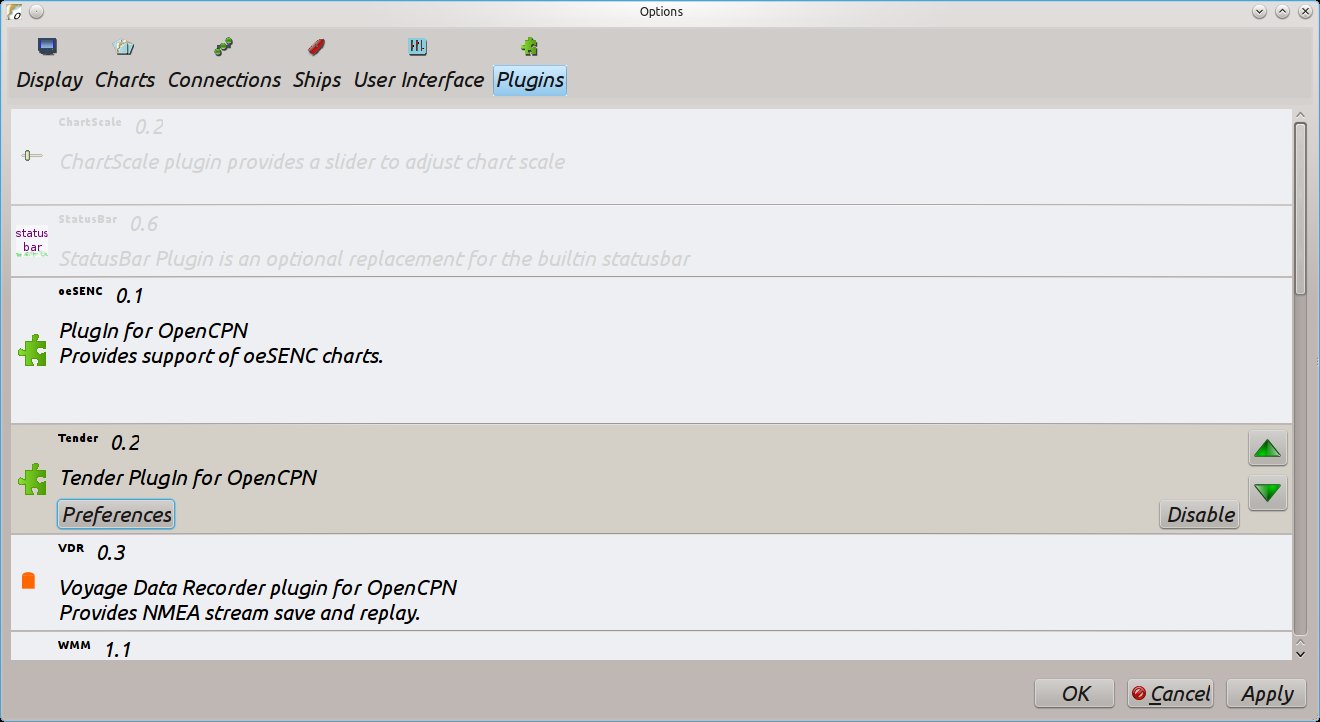 Options
Display Charts Connections Ships User Interface Plugins
ChartScale 0.2
ChartScale plugin provides a slider to adjust chart scale
StatusBar 0.6
status
bar
StatusBar Plugin is an optional replacement for the builtin statusbar
oeSENC 0.1
PlugIn for OpenCPN
Provides support of oeSENC charts.
Tender 0.2
Tender PlugIn for OpenCPN
Preferences Disable
VDR 0.3
Voyage Data Recorder plugin for OpenCPN
Provides NMEA stream save and replay.
WMM 1.1
OK Cancel Apply